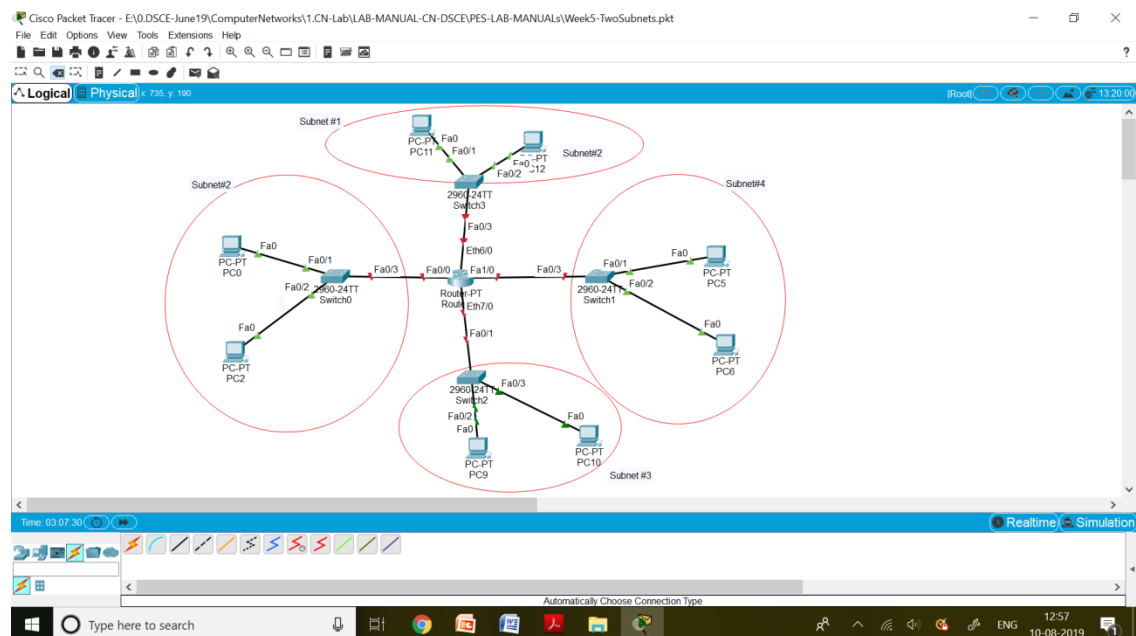 Cisco Packet Tracer - E:\0.DSCE-June19\ComputerNetworks\1.CN-Lab\LAB-MANUAL-CN-DSCE\PES-LAB-MANUALs\Week5-TwoSubnets.pkt
File Edit Options View Tools Extensions Help
?
Logical Physical x: 735, y: 190 [Root] 13:20:00
Subnet #1
PC-PT
PC11
Fa0
Fa0/1
Fa0
-PT
C12
Fa0/2
Subnet#2
2960-24TT
Switch3
Fa0/3
Eth6/0
Subnet#2
Subnet#4
PC-PT
PC0
Fa0
Fa0/1
Fa0/2
2960-24TT
Switch0
Fa0/3
Fa0/0
Fa1/0
Router-PT
Route
Eth7/0
Fa0/3
Fa0/1
Fa0/2
2960-24TT
Switch1
Fa0
PC-PT
PC5
Fa0
PC-PT
PC2
Fa0
PC-PT
PC6
Fa0/1
2960-24TT
Switch2
Fa0/3
Fa0/2
Fa0
PC-PT
PC9
Fa0
PC-PT
PC10
Subnet #3
Time: 03:07:30 Realtime Simulation
Automatically Choose Connection Type
Type here to search
ENG
12:57
10-08-2019
1